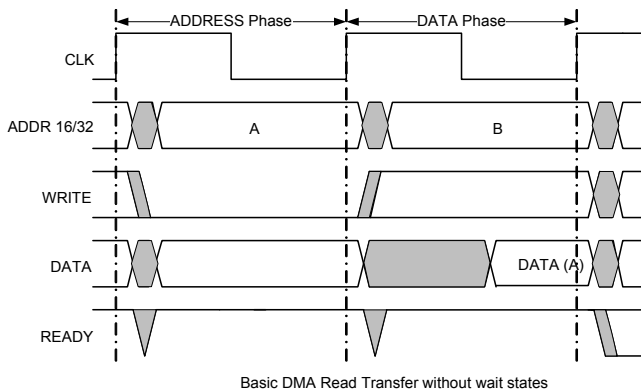 ADDRESS Phase DATA Phase
CLK
ADDR 16/32 A B
WRITE
DATA DATA (A)
READY
Basic DMA Read Transfer without wait states